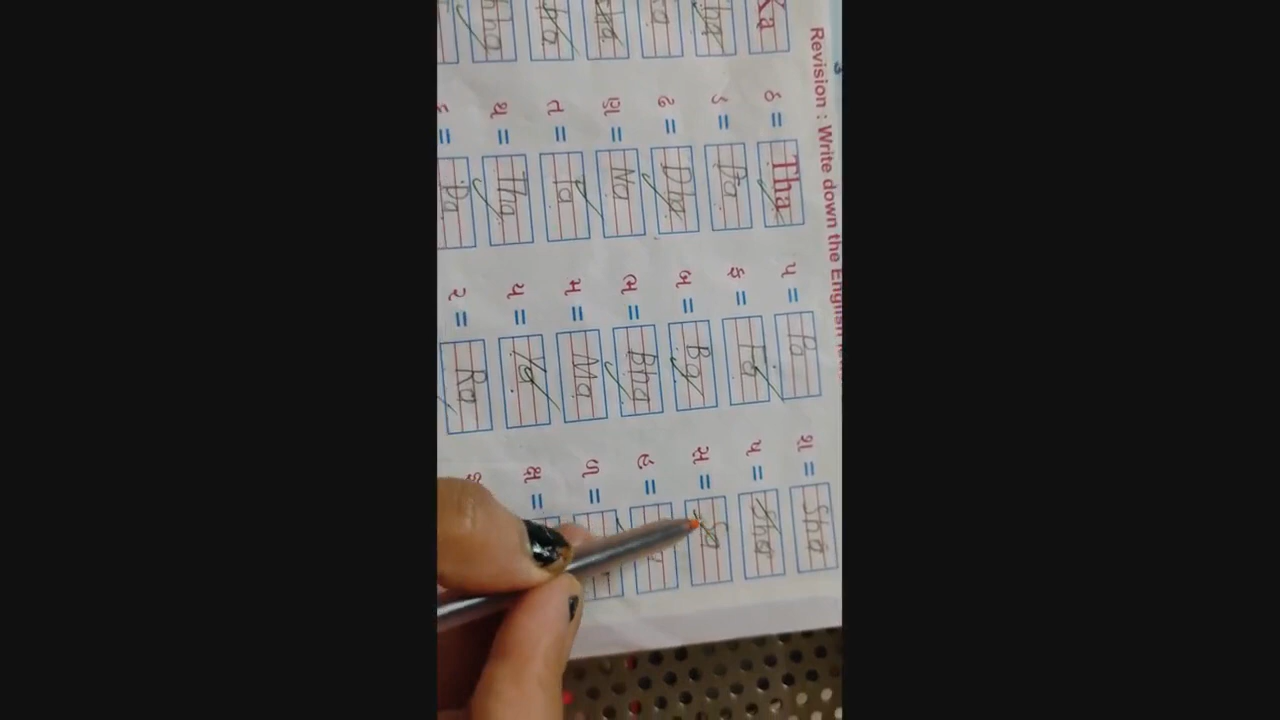 Revision : Write down the English
Ka ઠ = Tha પ = Pa શ = Sha
ડ = Da ફ = Fa ષ = Sha
ઢ = Dha બ = Ba સ = Sa
ણ = Na ભ = Bha હ =
ત = Ta મ = Ma ળ =
થ = Tha ય = Ya ક્ષ =
દ = Da ર = Ra